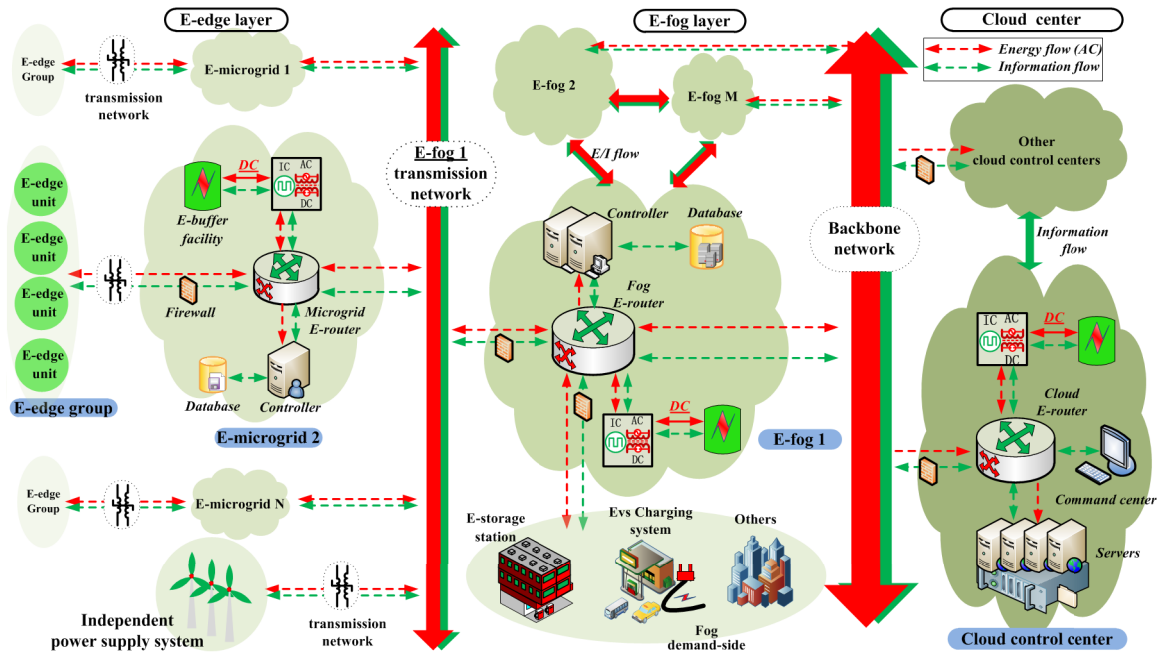 E-edge layer
E-fog layer
Cloud center
Energy flow (AC)
Information flow
E-edge
Group
transmission
network
E-microgrid 1
E-fog 2
E-fog M
Other
cloud control centers
E-fog 1
transmission
network
E/I flow
Backbone
network
Information
flow
E-edge
unit
E-edge
unit
E-edge
unit
E-edge
unit
E-edge group
DC
IC
AC
DC
E-buffer
facility
Firewall
Microgrid
E-router
Database
Controller
E-microgrid 2
Controller
Database
Fog
E-router
IC
AC
DC
DC
E-fog 1
IC
AC
DC
DC
Cloud
E-router
Command center
Servers
Cloud control center
E-edge
Group
E-microgrid N
Independent
power supply system
transmission
network
E-storage
station
Evs Charging
system
Others
Fog
demand-side